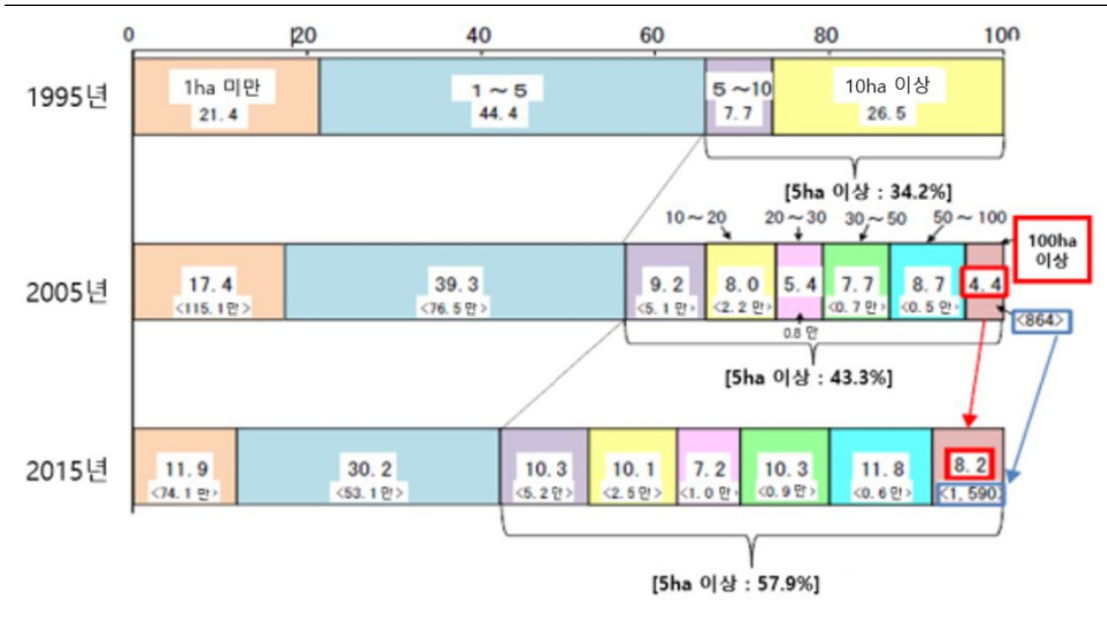 0 20 40 60 80 100
1995년
1ha 미만 1～5 5～10 10ha 이상
21.4 44.4 7.7 26.5
[5ha 이상 : 34.2%]
10～20 20～30 30～50 50～100
100ha
이상
2005년
17.4 39.3 9.2 8.0 5.4 7.7 8.7 4.4
<115.1만> <76.5만> <5.1만> <2.2만> <0.7만> <0.5만> <864>
0.8만
[5ha 이상 : 43.3%]
2015년
11.9 30.2 10.3 10.1 7.2 10.3 11.8 8.2
<74.1만> <53.1만> <5.2만> <2.5만> <1.0만> <0.9만> <0.6만> <1,590>
[5ha 이상 : 57.9%]